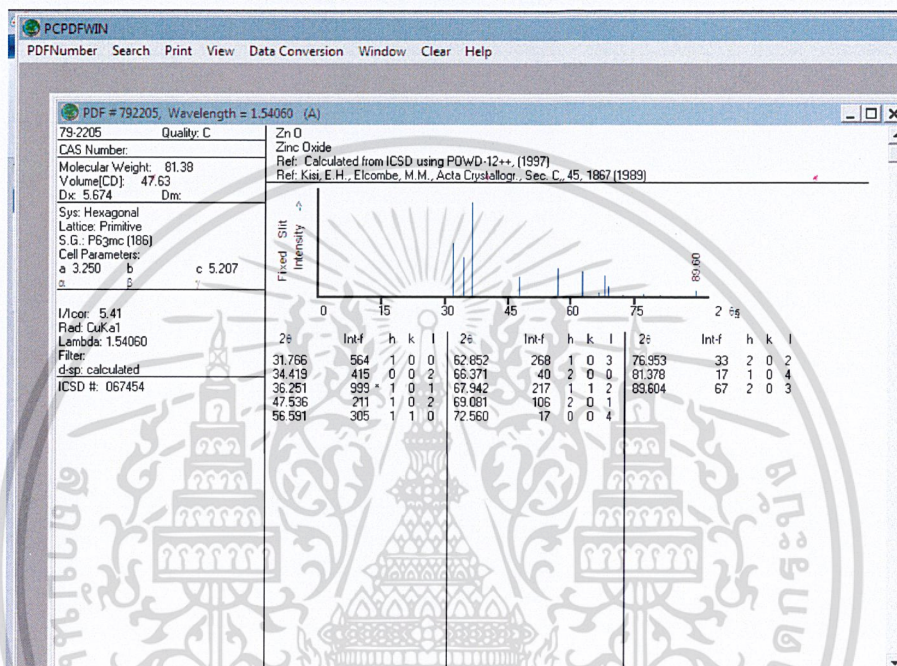 PCPDFWIN
PDFNumber Search Print View Data Conversion Window Clear Help
PDF # 792205, Wavelength = 1.54060 (A)
79-2205 Quality: C
CAS Number:
Molecular Weight: 81.38
Volume[CD]: 47.63
Dx: 5.674 Dm:
Sys: Hexagonal
Lattice: Primitive
S.G.: P63mc (186)
Cell Parameters:
a 3.250 b c 5.207
α β γ
I/Icor: 5.41
Rad: CuKa1
Lambda: 1.54060
Filter:
d-sp: calculated
ICSD #: 067454
Zn O
Zinc Oxide
Ref: Calculated from ICSD using POWD-12++, (1997)
Ref: Kisi, E.H., Elcombe, M.M., Acta Crystallogr., Sec. C, 45, 1867 (1989)
Fixed Slit
Intensity ->
89.60
0 15 30 45 60 75 2 θ
2θ Int-f h k l 2θ Int-f h k l 2θ Int-f h k l
31.766 564 1 0 0 62.852 268 1 0 3 76.953 33 2 0 2
34.419 415 0 0 2 66.371 40 2 0 0 81.378 17 1 0 4
36.251 999 * 1 0 1 67.942 217 1 1 2 89.604 67 2 0 3
47.536 211 1 0 2 69.081 106 2 0 1
56.591 305 1 1 0 72.560 17 0 0 4